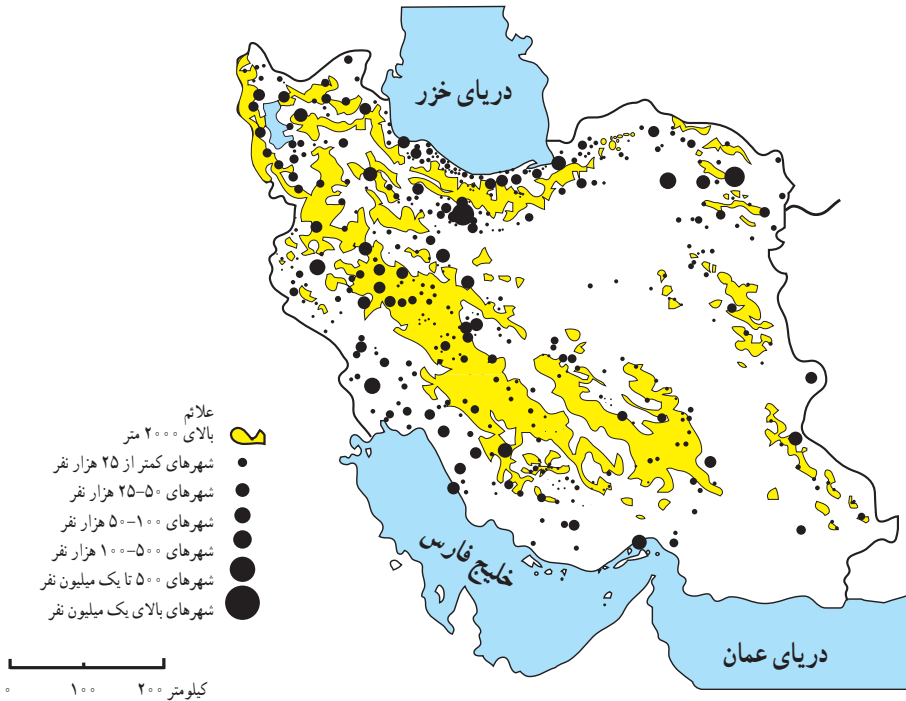 دریای خزر
علائم
بالای ۲۰۰۰ متر
شهرهای کمتر از ۲۵ هزار نفر
شهرهای ۵۰–۲۵ هزار نفر
شهرهای ۱۰۰–۵۰ هزار نفر
شهرهای ۵۰۰–۱۰۰ هزار نفر
شهرهای ۵۰۰ تا یک میلیون نفر
شهرهای بالای یک میلیون نفر
خلیج فارس
دریای عمان
۰ ۱۰۰ ۲۰۰ کیلومتر